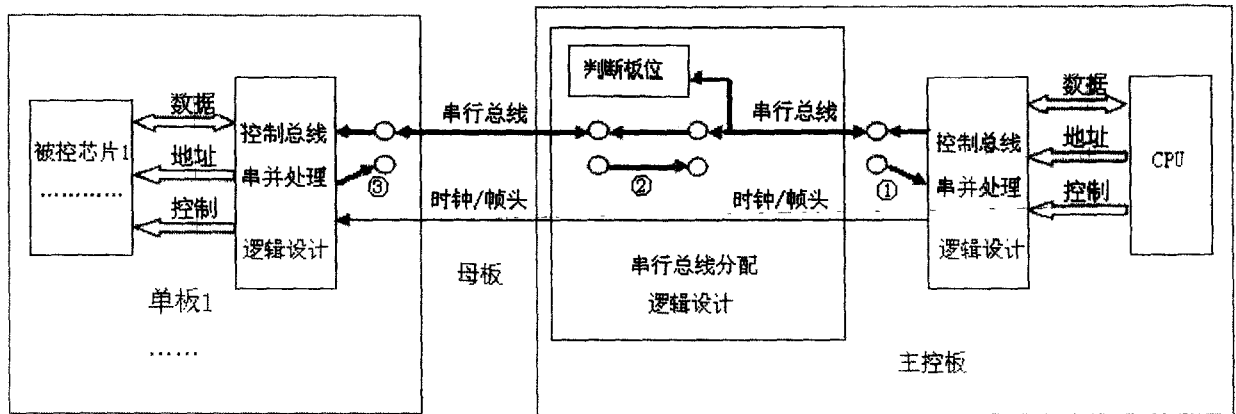 被控芯片1
…………
数据
地址
控制
控制总线
串并处理
逻辑设计
③
单板1
……
串行总线
时钟/帧头
母板
判断板位
②
串行总线
时钟/帧头
串行总线分配
逻辑设计
①
控制总线
串并处理
逻辑设计
数据
地址
控制
CPU
主控板